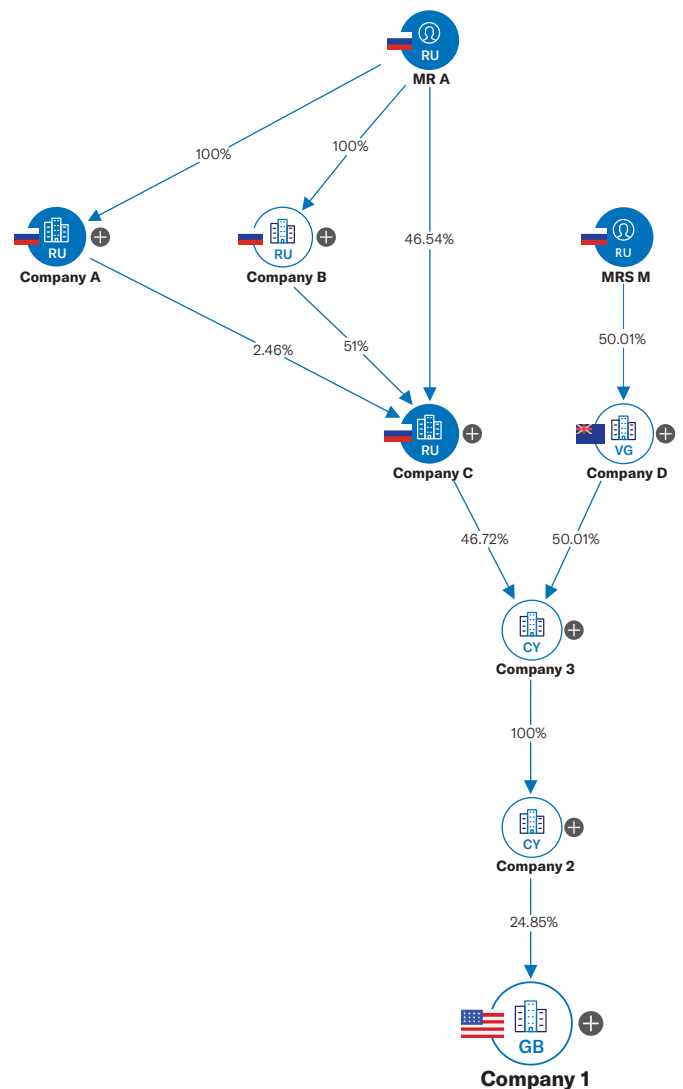 RU
MR A
100%
100%
46.54%
RU
Company A
RU
Company B
RU
MRS M
2.46%
51%
50.01%
RU
Company C
VG
Company D
46.72%
50.01%
CY
Company 3
100%
CY
Company 2
24.85%
GB
Company 1